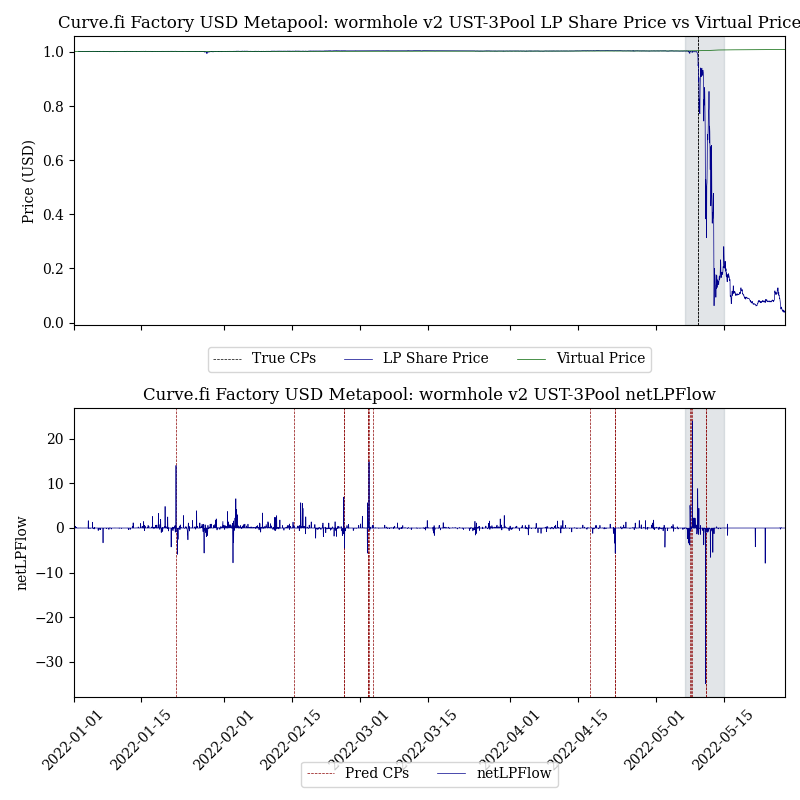 Curve.fi Factory USD Metapool: wormhole v2 UST-3Pool LP Share Price vs Virtual Price
1.0
0.8
0.6
0.4
0.2
0.0
Price (USD)
True CPs LP Share Price Virtual Price
Curve.fi Factory USD Metapool: wormhole v2 UST-3Pool netLPFlow
20
10
0
−10
−20
−30
netLPFlow
2022-01-01 2022-01-15 2022-02-01 2022-02-15 2022-03-01 2022-03-15 2022-04-01 2022-04-15 2022-05-01 2022-05-15
Pred CPs netLPFlow